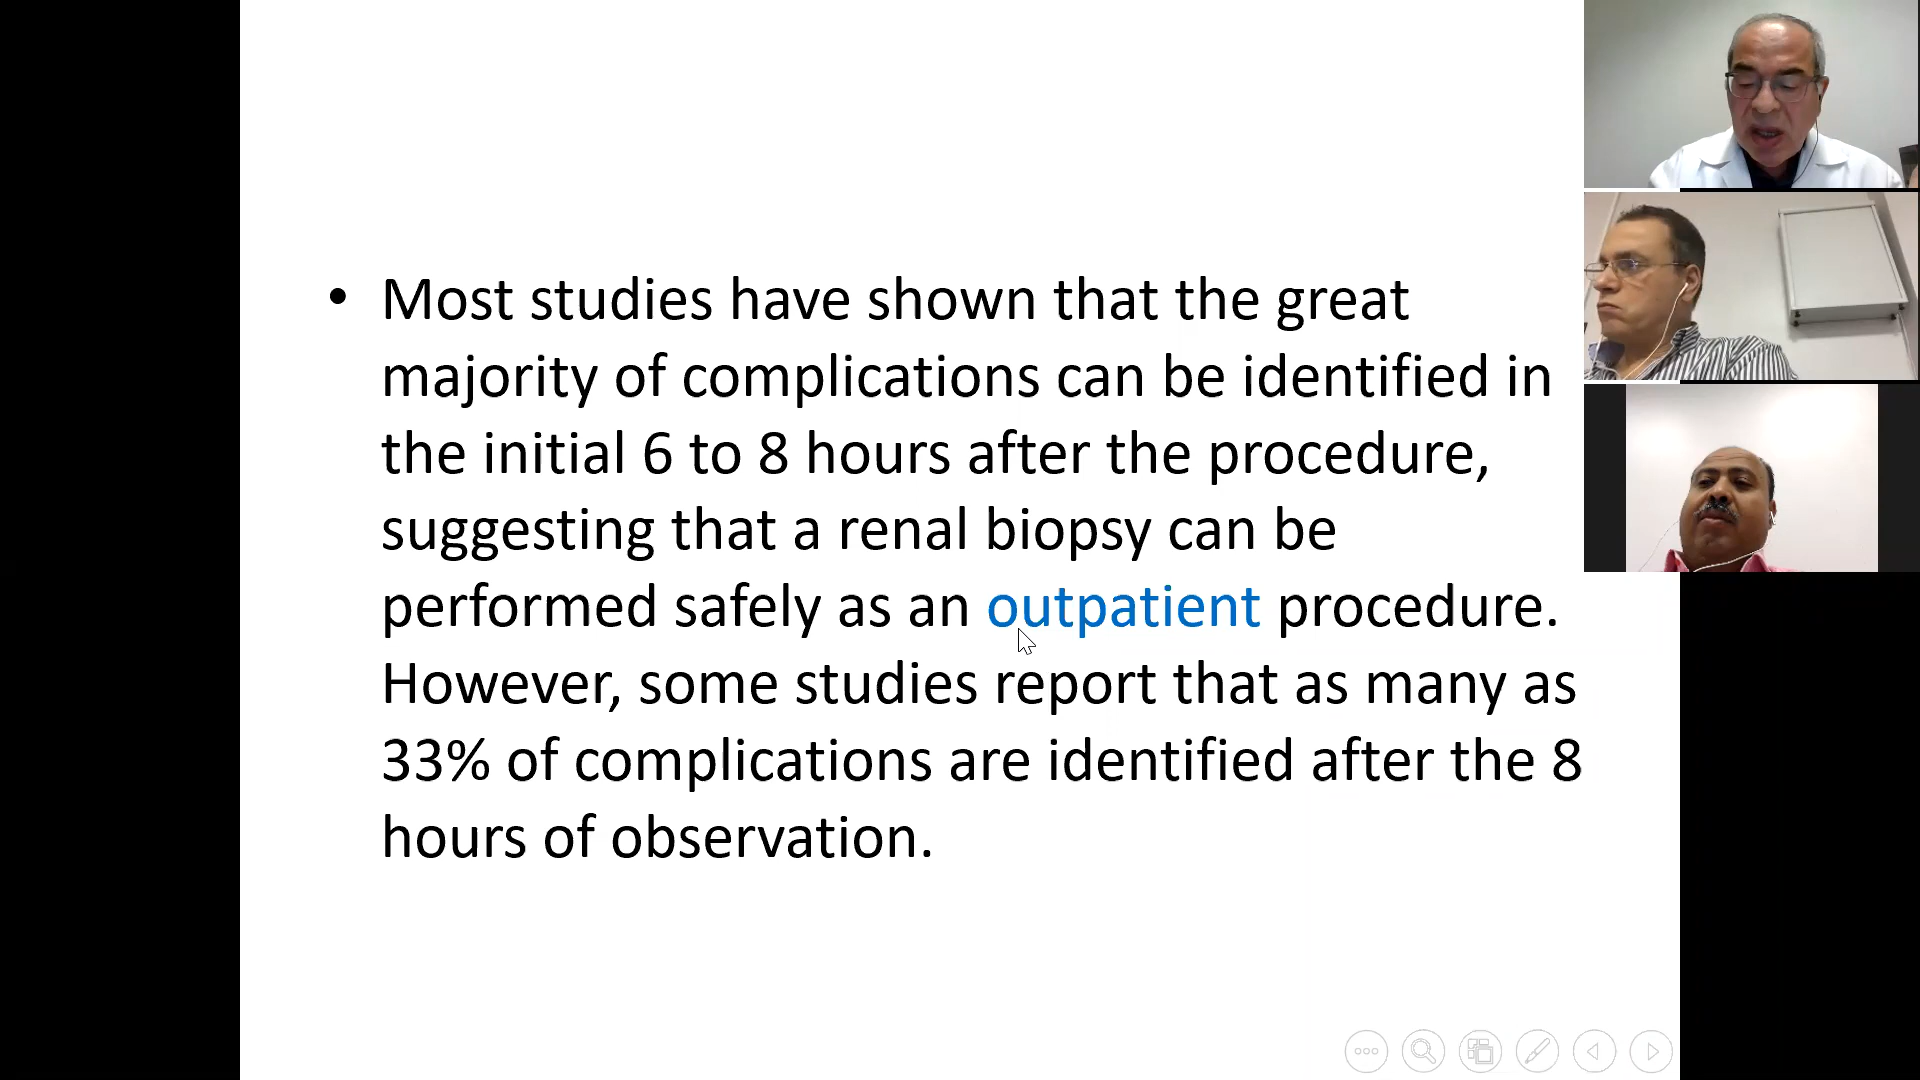 • Most studies have shown that the great
majority of complications can be identified in
the initial 6 to 8 hours after the procedure,
suggesting that a renal biopsy can be
performed safely as an outpatient procedure.
However, some studies report that as many as
33% of complications are identified after the 8
hours of observation.